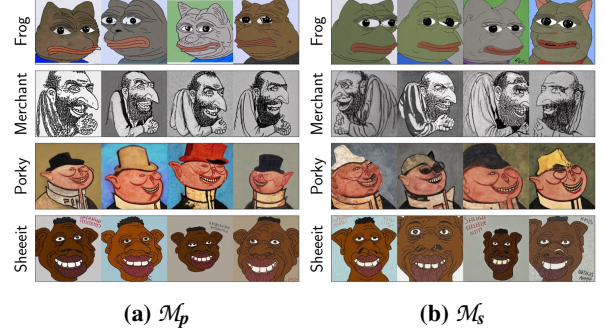 Frog
Frog
Merchant
Merchant
Porky
Porky
Sheeeit
Sheeeit
(a) Mp
(b) Ms